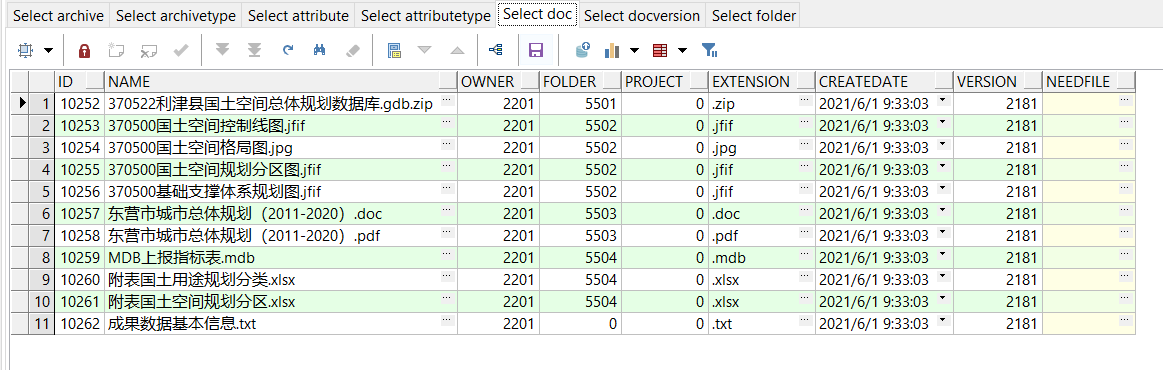 Select archive Select archivetype Select attribute Select attributetype Select doc Select docversion Select folder
ID NAME OWNER FOLDER PROJECT EXTENSION CREATEDATE VERSION NEEDFILE
1 10252 370522利津县国土空间总体规划数据库.gdb.zip ... 2201 5501 0 .zip ... 2021/6/1 9:33:03 2181 ...
2 10253 370500国土空间控制线图.jfif ... 2201 5502 0 .jfif ... 2021/6/1 9:33:03 2181 ...
3 10254 370500国土空间格局图.jpg ... 2201 5502 0 .jpg ... 2021/6/1 9:33:03 2181 ...
4 10255 370500国土空间规划分区图.jfif ... 2201 5502 0 .jfif ... 2021/6/1 9:33:03 2181 ...
5 10256 370500基础支撑体系规划图.jfif ... 2201 5502 0 .jfif ... 2021/6/1 9:33:03 2181 ...
6 10257 东营市城市总体规划（2011-2020）.doc ... 2201 5503 0 .doc ... 2021/6/1 9:33:03 2181 ...
7 10258 东营市城市总体规划（2011-2020）.pdf ... 2201 5503 0 .pdf ... 2021/6/1 9:33:03 2181 ...
8 10259 MDB上报指标表.mdb ... 2201 5504 0 .mdb ... 2021/6/1 9:33:03 2181 ...
9 10260 附表国土用途规划分类.xlsx ... 2201 5504 0 .xlsx ... 2021/6/1 9:33:03 2181 ...
10 10261 附表国土空间规划分区.xlsx ... 2201 5504 0 .xlsx ... 2021/6/1 9:33:03 2181 ...
11 10262 成果数据基本信息.txt ... 2201 0 0 .txt ... 2021/6/1 9:33:03 2181 ...